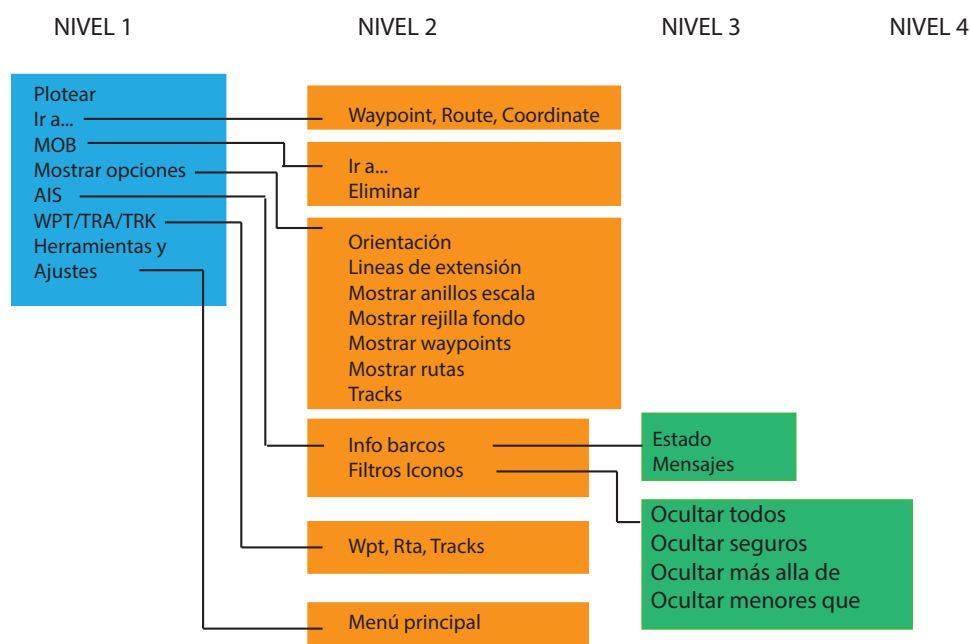 NIVEL 1
NIVEL 2
NIVEL 3
NIVEL 4
Plotear
Ir a...
MOB
Mostrar opciones
AIS
WPT/TRA/TRK
Herramientas y
Ajustes
Waypoint, Route, Coordinate
Ir a...
Eliminar
Orientación
Lineas de extensión
Mostrar anillos escala
Mostrar rejilla fondo
Mostrar waypoints
Mostrar rutas
Tracks
Info barcos
Filtros Iconos
Wpt, Rta, Tracks
Menú principal
Estado
Mensajes
Ocultar todos
Ocultar seguros
Ocultar más alla de
Ocultar menores que